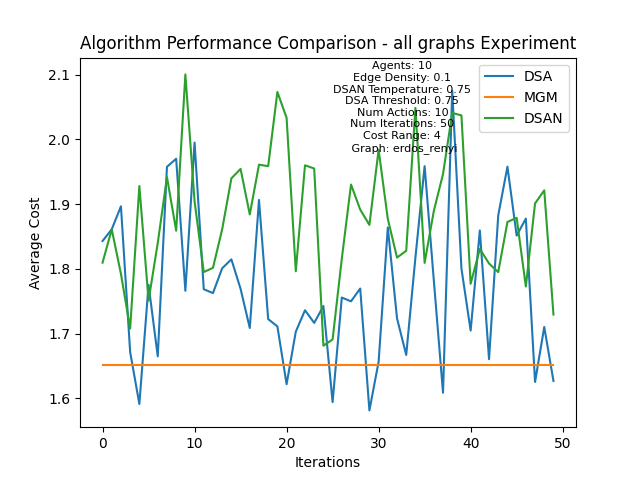 Algorithm Performance Comparison - all graphs Experiment
Agents: 10
Edge Density: 0.1
DSAN Temperature: 0.75
DSA Threshold: 0.75
Num Actions: 10
Num Iterations: 50
Cost Range: 4
Graph: erdos_renyi
DSA
MGM
DSAN
Average Cost
2.1
2.0
1.9
1.8
1.7
1.6
0 10 20 30 40 50
Iterations